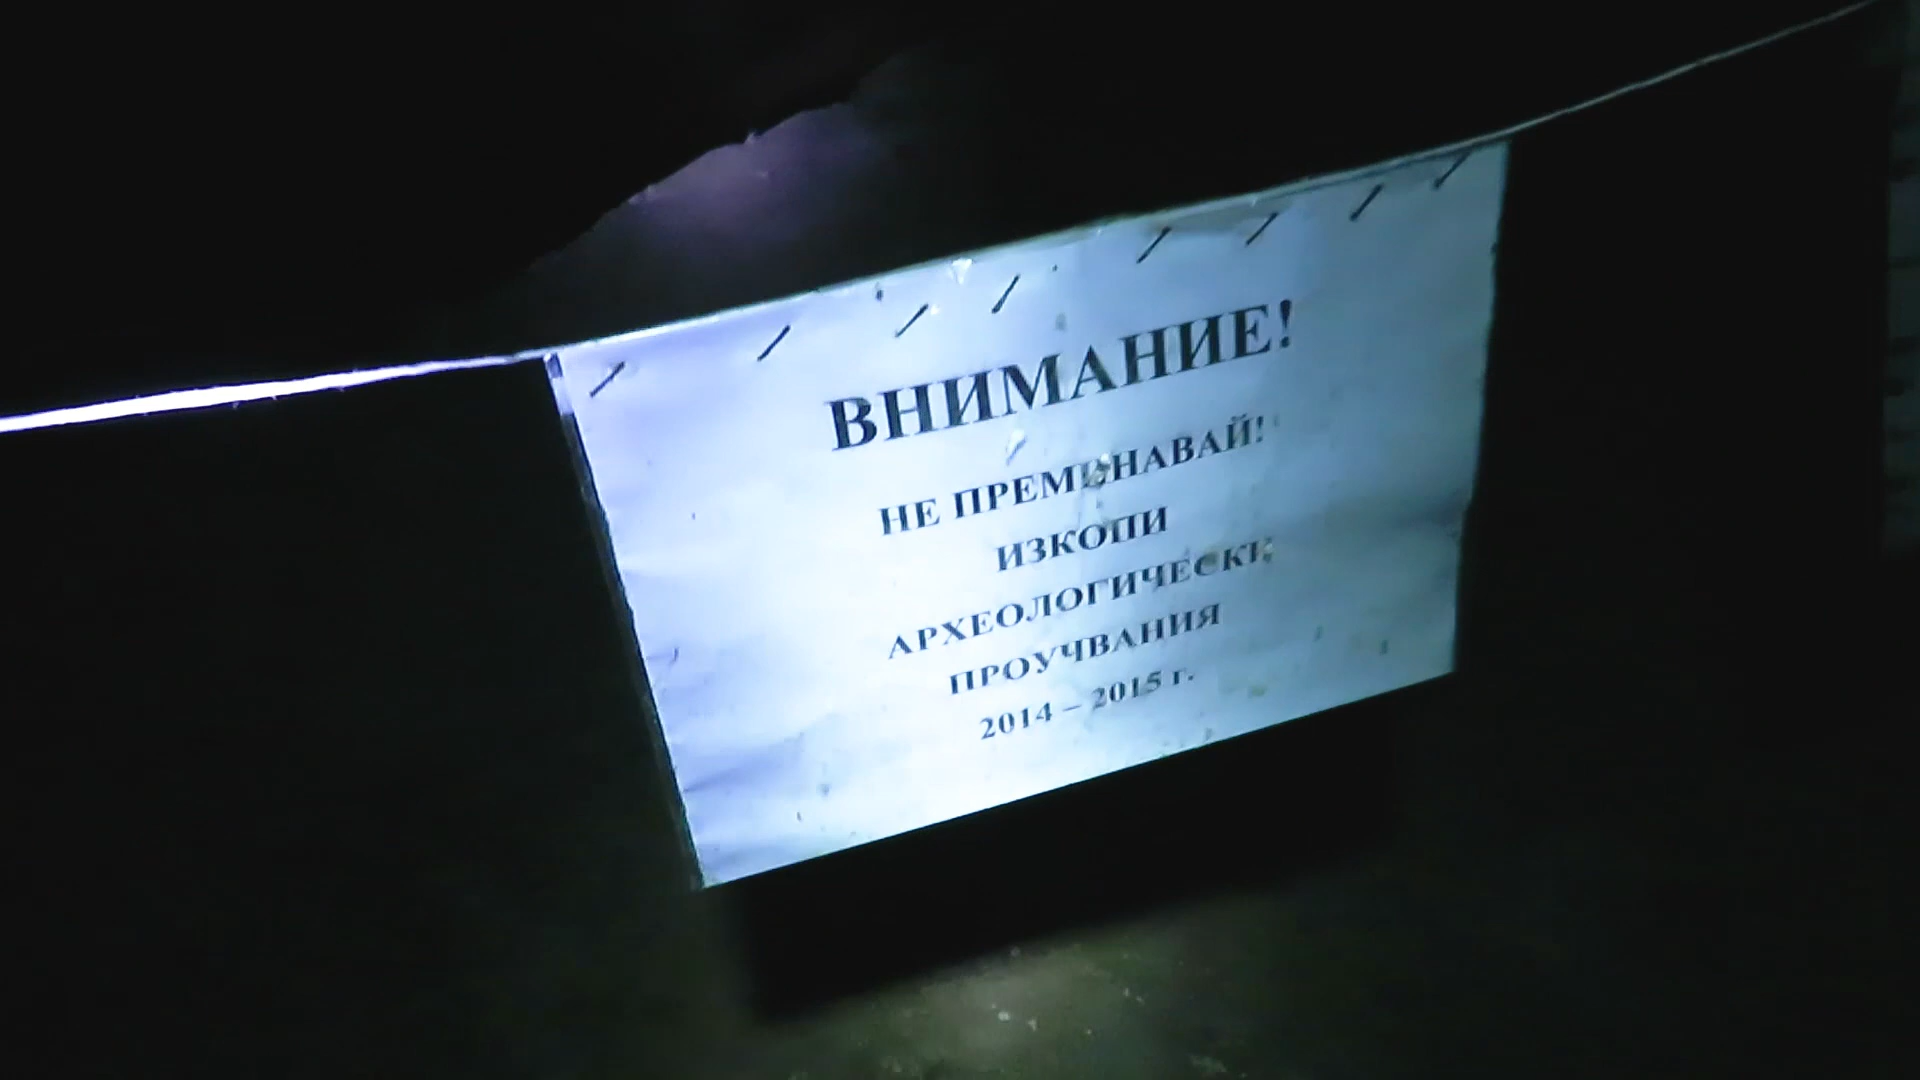 ВНИМАНИЕ!
НЕ ПРЕМИНАВАЙ!
ИЗКОПИ
АРХЕОЛОГИЧЕСКИ
ПРОУЧВАНИЯ
2014 – 2015 г.